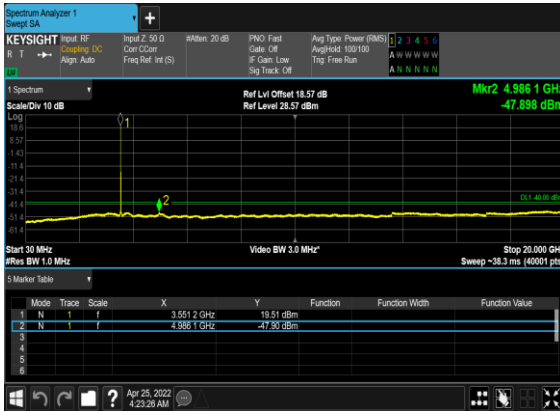 Spectrum Analyzer 1
Swept SA
+
KEYSIGHT Input: RF Input Z: 50 Ω #Atten: 20 dB PNO: Fast Avg Type: Power (RMS) 1 2 3 4 5 6
R T Coupling: DC Corr CCorr Gate: Off Avg|Hold: 100/100 A W W W W W
Align: Auto Freq Ref: Int (S) IF Gain: Low Trig: Free Run
Sig Track: Off A N N N N N
1 Spectrum Ref Lvl Offset 18.57 dB Mkr2 4.986 1 GHz
Scale/Div 10 dB Ref Level 28.57 dBm -47.898 dBm
Log
18.6
1
8.57
-1.43
-11.4
-21.4
-31.4
2 DL1 -40.00 dBm
-41.4
-51.4
-61.4
Start 30 MHz Video BW 3.0 MHz* Stop 20.000 GHz
#Res BW 1.0 MHz Sweep ~38.3 ms (40001 pts)
5 Marker Table
Mode Trace Scale X Y Function Function Width Function Value
1 N 1 f 3.551 2 GHz 19.51 dBm
2 N 1 f 4.986 1 GHz -47.90 dBm
3
4
5
6
? Apr 25, 2022
4:23:26 AM